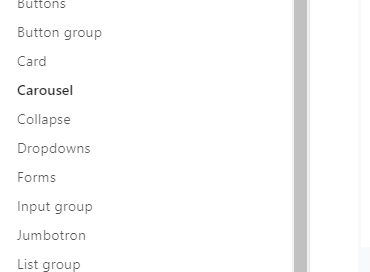 Buttons
Button group
Card
Carousel
Collapse
Dropdowns
Forms
Input group
Jumbotron
List group